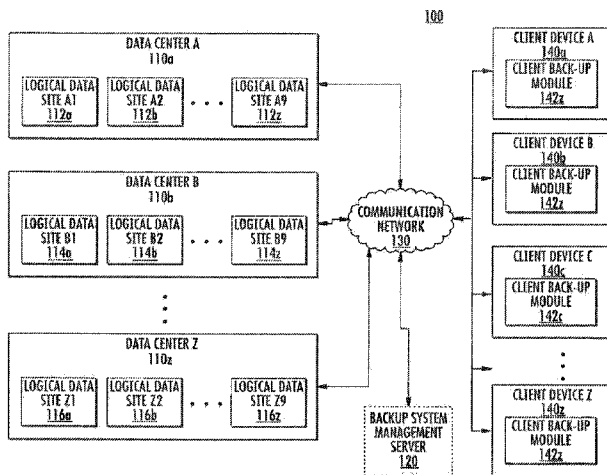 100
DATA CENTER A
110a
LOGICAL DATA
SITE A1
112a
LOGICAL DATA
SITE A2
112b
LOGICAL DATA
SITE A9
112z
DATA CENTER B
110b
LOGICAL DATA
SITE B1
114a
LOGICAL DATA
SITE B2
114b
LOGICAL DATA
SITE B9
114z
DATA CENTER Z
110z
LOGICAL DATA
SITE Z1
116a
LOGICAL DATA
SITE Z2
116b
LOGICAL DATA
SITE Z9
116z
COMMUNICATION
NETWORK
130
BACKUP SYSTEM
MANAGEMENT
SERVER
120
CLIENT DEVICE A
140a
CLIENT BACK-UP
MODULE
142z
CLIENT DEVICE B
140b
CLIENT BACK-UP
MODULE
142z
CLIENT DEVICE C
140c
CLIENT BACK-UP
MODULE
142c
CLIENT DEVICE Z
140z
CLIENT BACK-UP
MODULE
142z